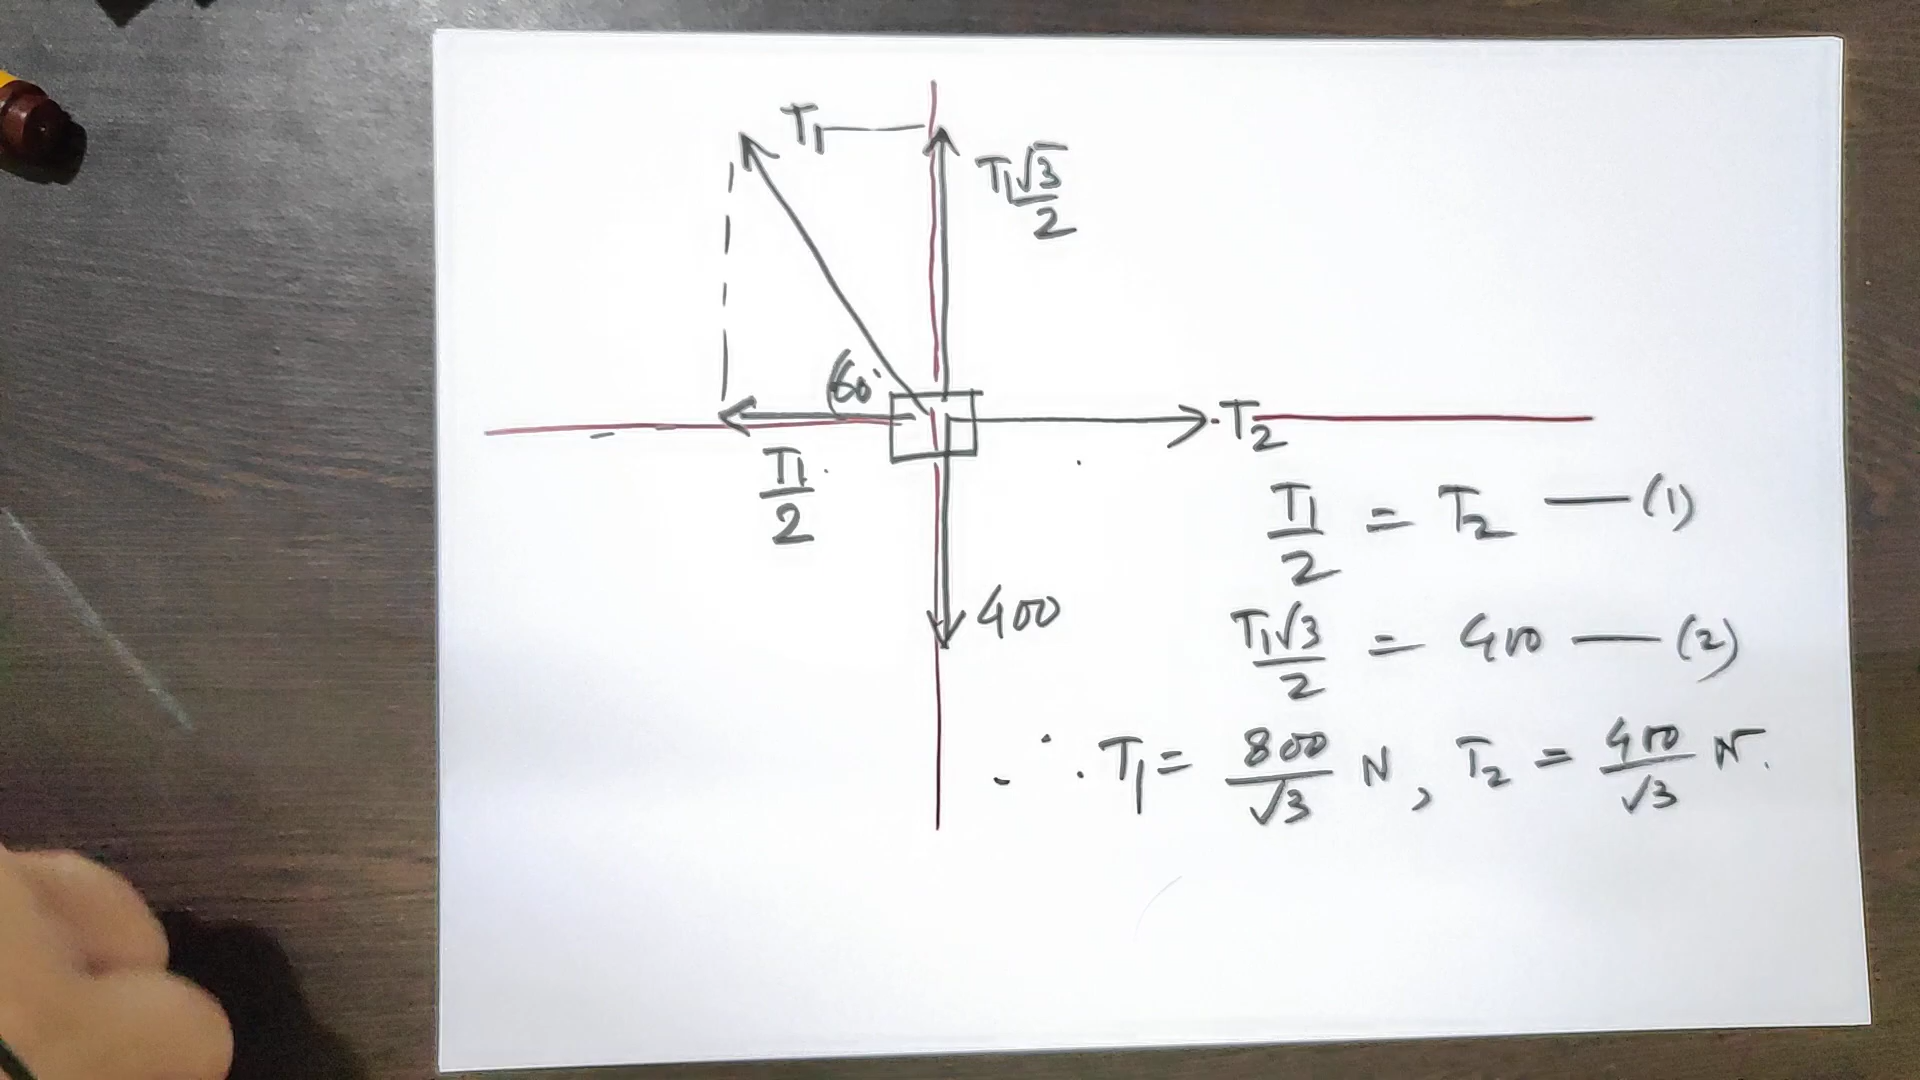 T₁
T₁√3/2
60°
T₂
T₁/2
400
T₁/2 = T₂ — (1)
T₁√3/2 = 400 — (2)
∴ T₁ = 800/√3 N, T₂ = 400/√3 N.